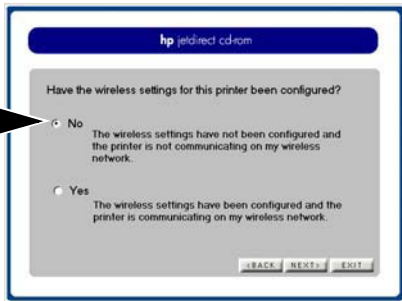 hp jetdirect cd-rom
Have the wireless settings for this printer been configured?
No
The wireless settings have not been configured and
the printer is not communicating on my wireless
network.
Yes
The wireless settings have been configured and the
printer is communicating on my wireless network.
<BACK NEXT> EXIT